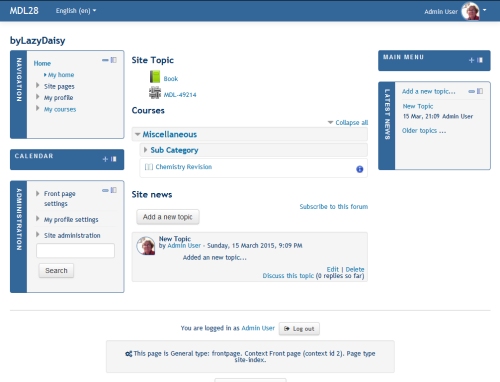 MDL28
English (en)
Admin User
byLazyDaisy
NAVIGATION
Home
My home
Site pages
My profile
My courses
CALENDAR
ADMINISTRATION
Front page settings
My profile settings
Site administration
Search
Site Topic
Book
MDL-49214
Courses
Collapse all
Miscellaneous
Sub Category
Chemistry Revision
Site news
Subscribe to this forum
Add a new topic
New Topic
by Admin User - Sunday, 15 March 2015, 9:09 PM
Added an new topic...
Edit | Delete
Discuss this topic (0 replies so far)
MAIN MENU
LATEST NEWS
Add a new topic...
New Topic
15 Mar, 21:09 Admin User
Older topics ...
You are logged in as Admin User Log out
This page is General type: frontpage. Context Front page (context id 2). Page type
site-index.